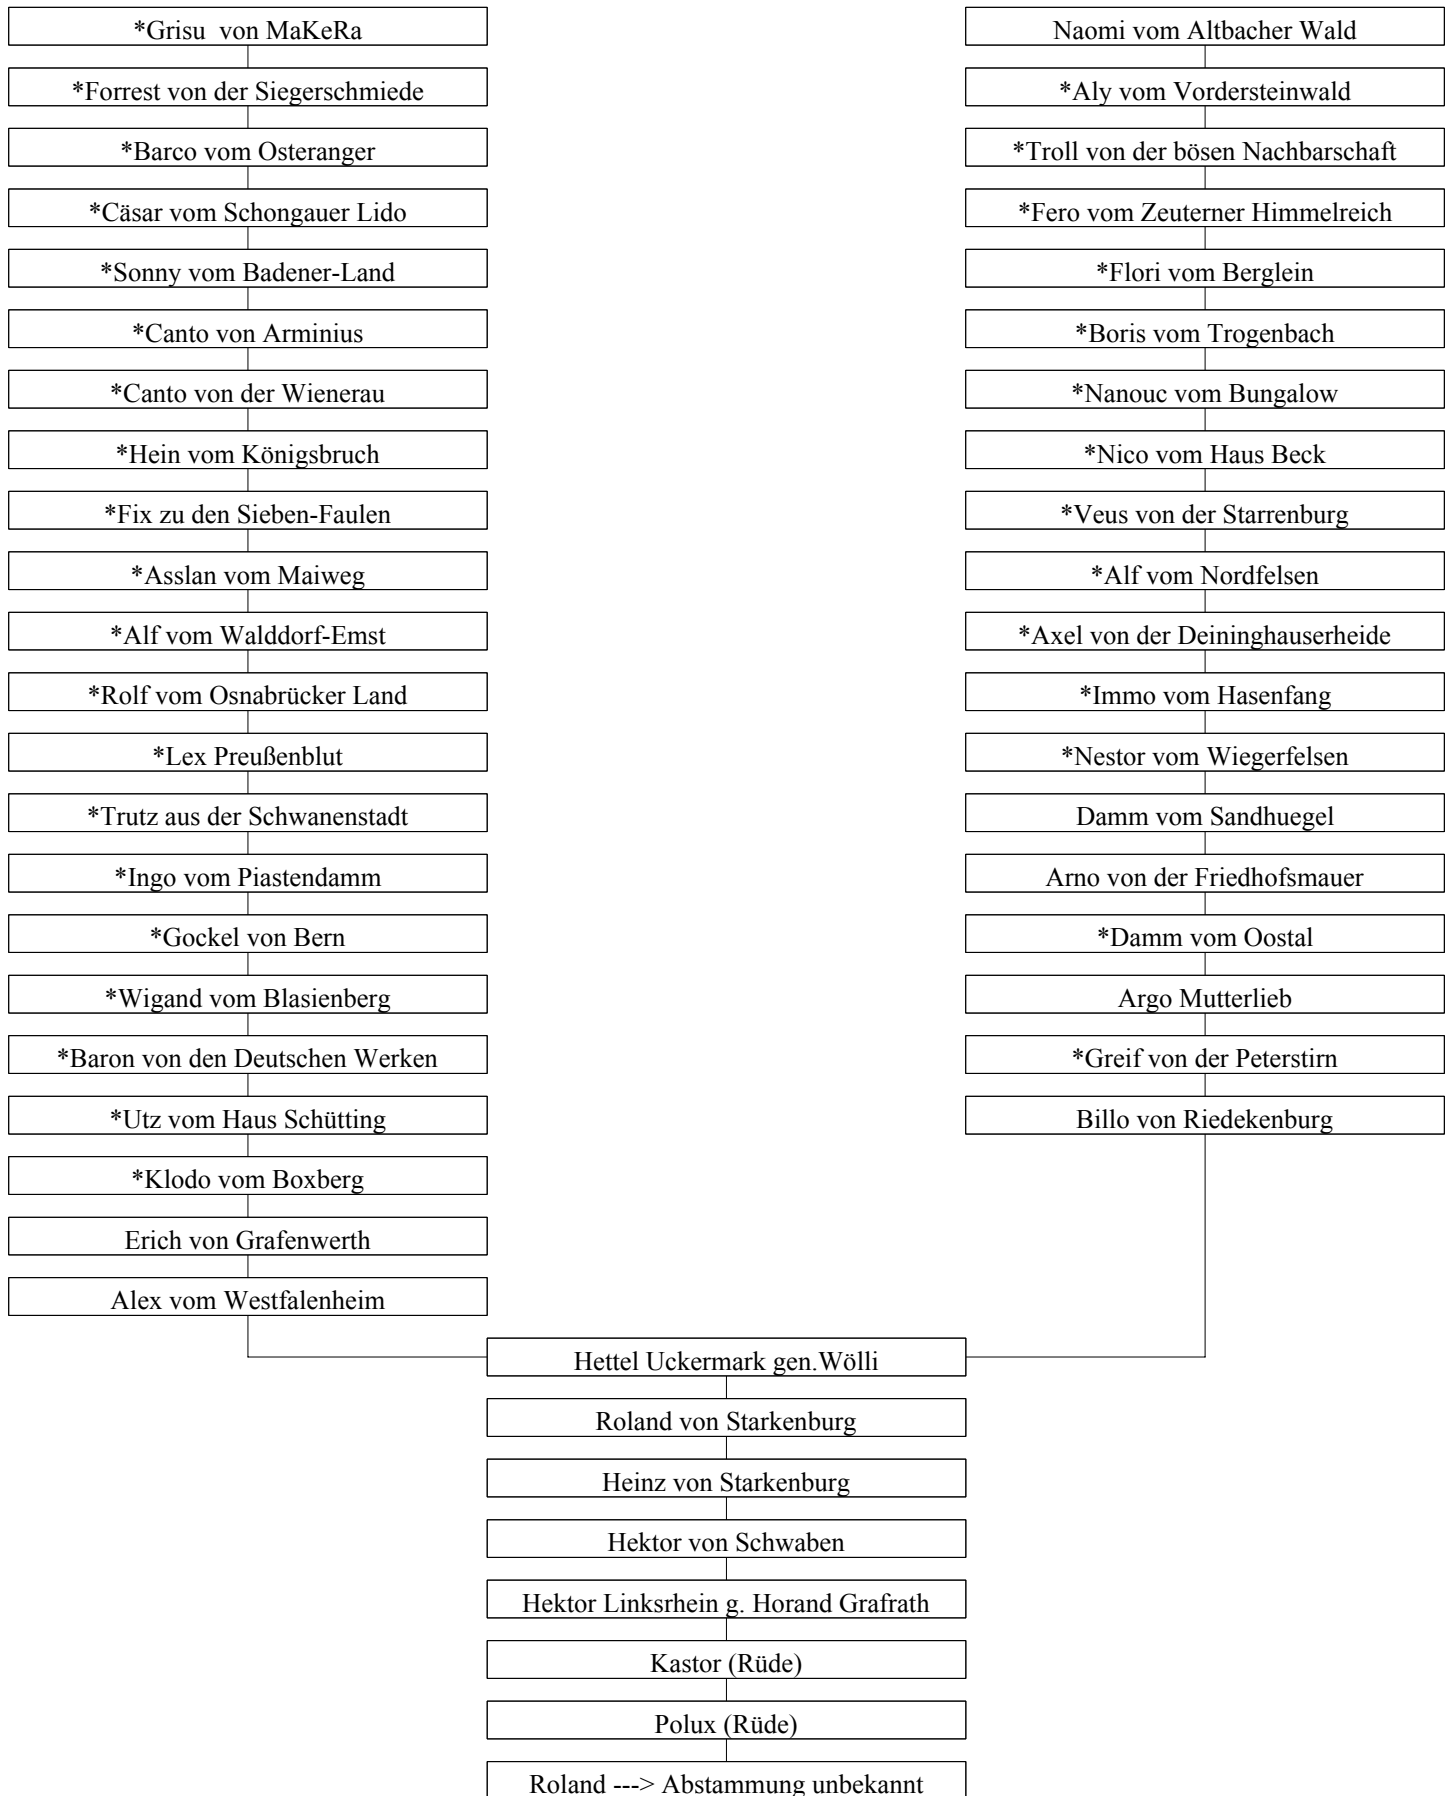 *Grisu  von MaKeRa
*Forrest von der Siegerschmiede
*Barco vom Osteranger
*Cäsar vom Schongauer Lido
*Sonny vom Badener-Land
*Canto von Arminius
*Canto von der Wienerau
*Hein vom Königsbruch
*Fix zu den Sieben-Faulen
*Asslan vom Maiweg
*Alf vom Walddorf-Emst
*Rolf vom Osnabrücker Land
*Lex Preußenblut
*Trutz aus der Schwanenstadt
*Ingo vom Piastendamm
*Gockel von Bern
*Wigand vom Blasienberg
*Baron von den Deutschen Werken
*Utz vom Haus Schütting
*Klodo vom Boxberg
Erich von Grafenwerth
Alex vom Westfalenheim
Naomi vom Altbacher Wald
*Aly vom Vordersteinwald
*Troll von der bösen Nachbarschaft
*Fero vom Zeuterner Himmelreich
*Flori vom Berglein
*Boris vom Trogenbach
*Nanouc vom Bungalow
*Nico vom Haus Beck
*Veus von der Starrenburg
*Alf vom Nordfelsen
*Axel von der Deininghauserheide
*Immo vom Hasenfang
*Nestor vom Wiegerfelsen
Damm vom Sandhuegel
Arno von der Friedhofsmauer
*Damm vom Oostal
Argo Mutterlieb
*Greif von der Peterstirn
Billo von Riedekenburg
Hettel Uckermark gen.Wölli
Roland von Starkenburg
Heinz von Starkenburg
Hektor von Schwaben
Hektor Linksrhein g. Horand Grafrath
Kastor (Rüde)
Polux (Rüde)
Roland ---> Abstammung unbekannt